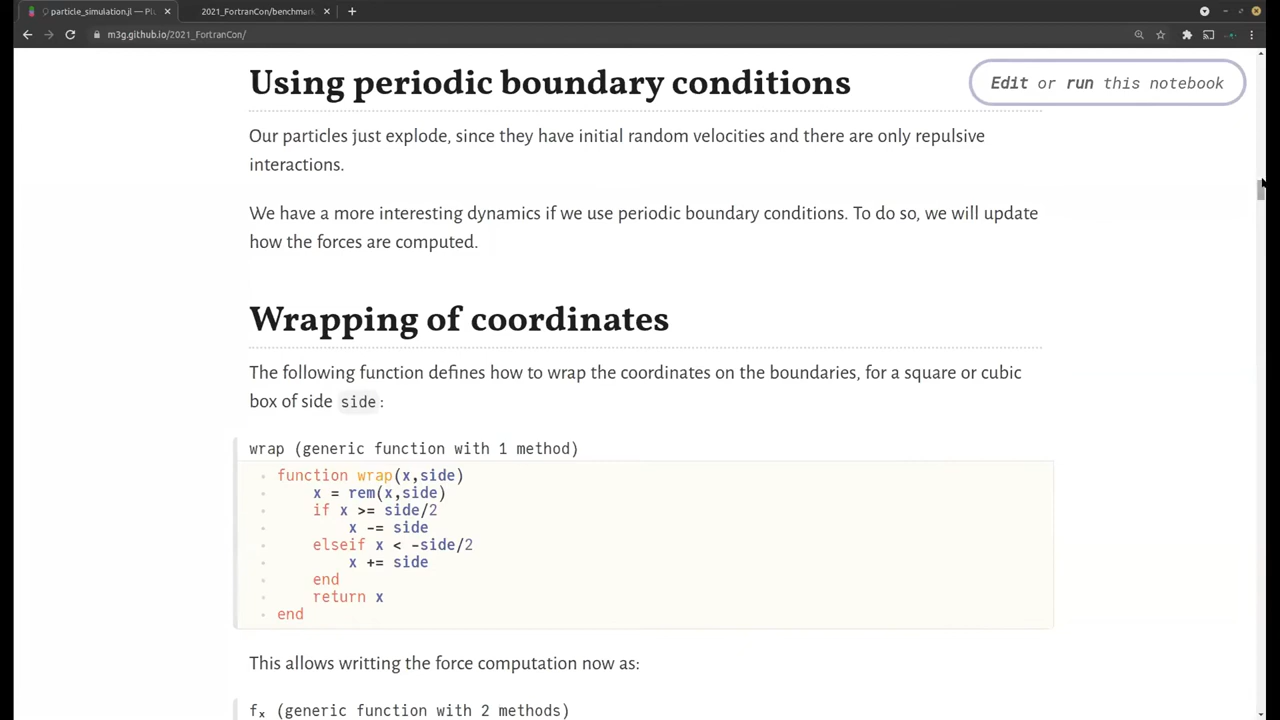 particle_simulation.jl — Pl
2021_FortranCon/benchmar
m3g.github.io/2021_FortranCon/
Using periodic boundary conditions
Edit or run this notebook
Our particles just explode, since they have initial random velocities and there are only repulsive
interactions.
We have a more interesting dynamics if we use periodic boundary conditions. To do so, we will update
how the forces are computed.
Wrapping of coordinates
The following function defines how to wrap the coordinates on the boundaries, for a square or cubic
box of side side:
wrap (generic function with 1 method)
function wrap(x,side)
x = rem(x,side)
if x >= side/2
x -= side
elseif x < -side/2
x += side
end
return x
end
This allows writting the force computation now as:
fₓ (generic function with 2 methods)